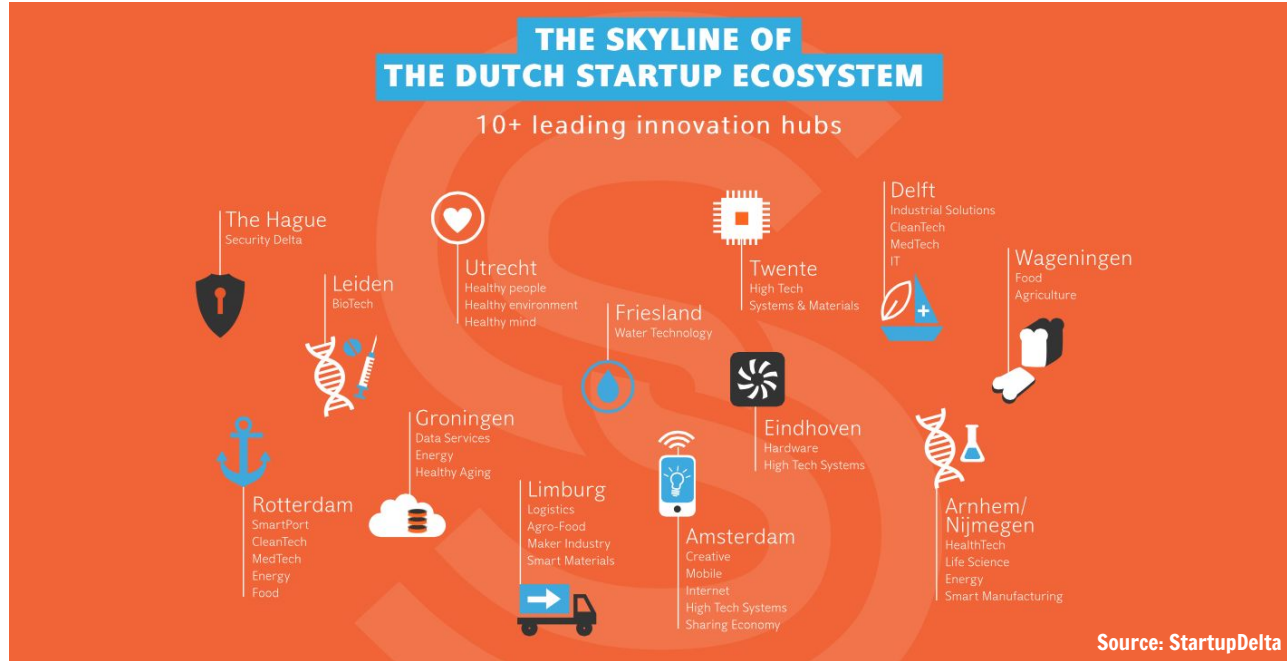 THE SKYLINE OF
THE DUTCH STARTUP ECOSYSTEM
10+ leading innovation hubs
The Hague
Security Delta
Leiden
BioTech
Utrecht
Healthy people
Healthy environment
Healthy mind
Friesland
Water Technology
Twente
High Tech
Systems & Materials
Delft
Industrial Solutions
CleanTech
MedTech
IT
Wageningen
Food
Agriculture
Rotterdam
SmartPort
CleanTech
MedTech
Energy
Food
Groningen
Data Services
Energy
Healthy Aging
Limburg
Logistics
Agro-Food
Maker Industry
Smart Materials
Amsterdam
Creative
Mobile
Internet
High Tech Systems
Sharing Economy
Eindhoven
Hardware
High Tech Systems
Arnhem/
Nijmegen
HealthTech
Life Science
Energy
Smart Manufacturing
Source: StartupDelta